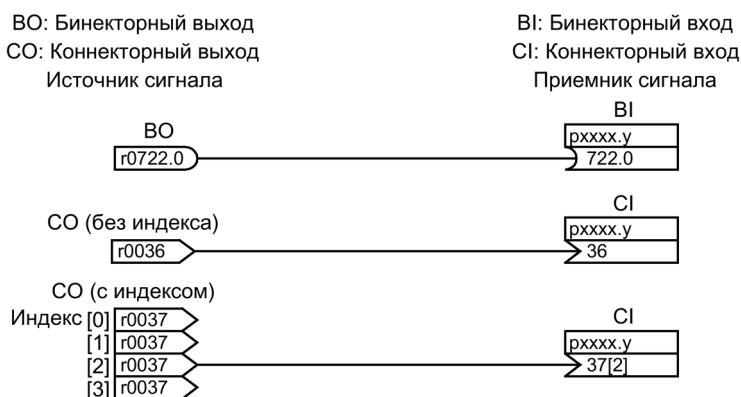 BO: Бинекторный выход
BI: Бинекторный вход
CO: Коннекторный выход
CI: Коннекторный вход
Источник сигнала
Приемник сигнала
BI
BO
pxxxx.y
r0722.0
722.0
CI
CO (без индекса)
pxxxx.y
r0036
36
CO (с индексом)
Индекс [0] r0037
CI
[1] r0037
pxxxx.y
[2] r0037
37[2]
[3] r0037